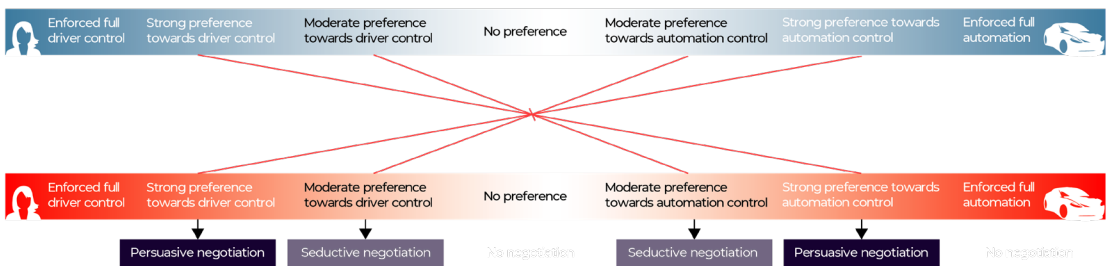 Enforced full
driver control
Strong preference
towards driver control
Moderate preference
towards driver control
No preference
Moderate preference
towards automation control
Strong preference towards
automation control
Enforced full
automation
Enforced full
driver control
Strong preference
towards driver control
Moderate preference
towards driver control
No preference
Moderate preference
towards automation control
Strong preference towards
automation control
Enforced full
automation
Persuasive negotiation
Seductive negotiation
No negotiation
Seductive negotiation
Persuasive negotiation
No negotiation